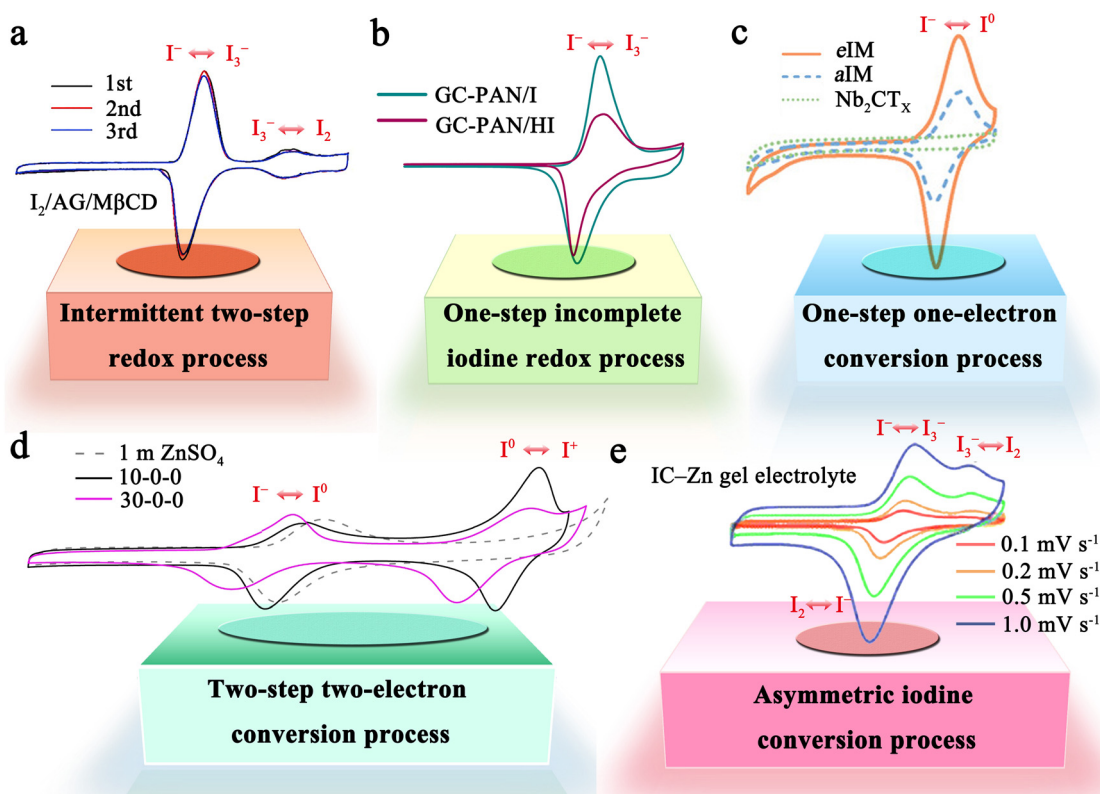 a
I⁻ ⇔ I₃⁻
1st
2nd
3rd
I₃⁻ ⇔ I₂
I₂/AG/MβCD
Intermittent two-step
redox process
b
I⁻ ⇔ I₃⁻
GC-PAN/I
GC-PAN/HI
One-step incomplete
iodine redox process
c
I⁻ ⇔ I⁰
eIM
aIM
Nb₂CTX
One-step one-electron
conversion process
d
1 m ZnSO₄
10-0-0
30-0-0
I⁻ ⇔ I⁰
I⁰ ⇔ I⁺
Two-step two-electron
conversion process
e
I⁻ ⇔ I₃⁻
I₃⁻ ⇔ I₂
IC–Zn gel electrolyte
0.1 mV s⁻¹
0.2 mV s⁻¹
0.5 mV s⁻¹
1.0 mV s⁻¹
I₂ ⇔ I⁻
Asymmetric iodine
conversion process